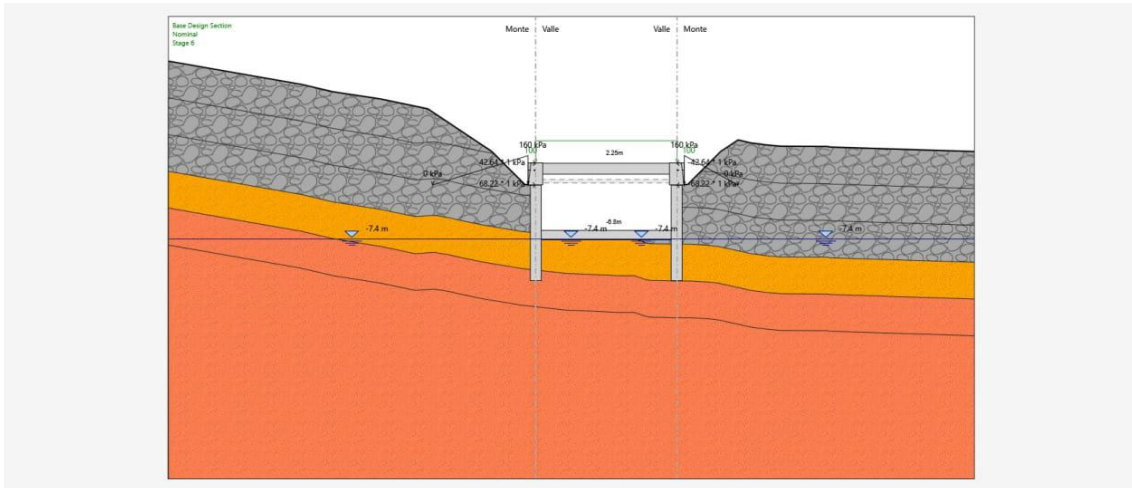 Base Design Section
Nominal
Stage 6
Monte Valle Valle Monte
160 kPa 160 kPa
100 2.25m 100
42.64 * 1 kPa -42.64 * 1 kPa
0 kPa 0 kPa
68.22 * 1 kPa -68.22 * 1 kPa
-6.8m
-7.4 m -7.4 m -7.4 m -7.4 m